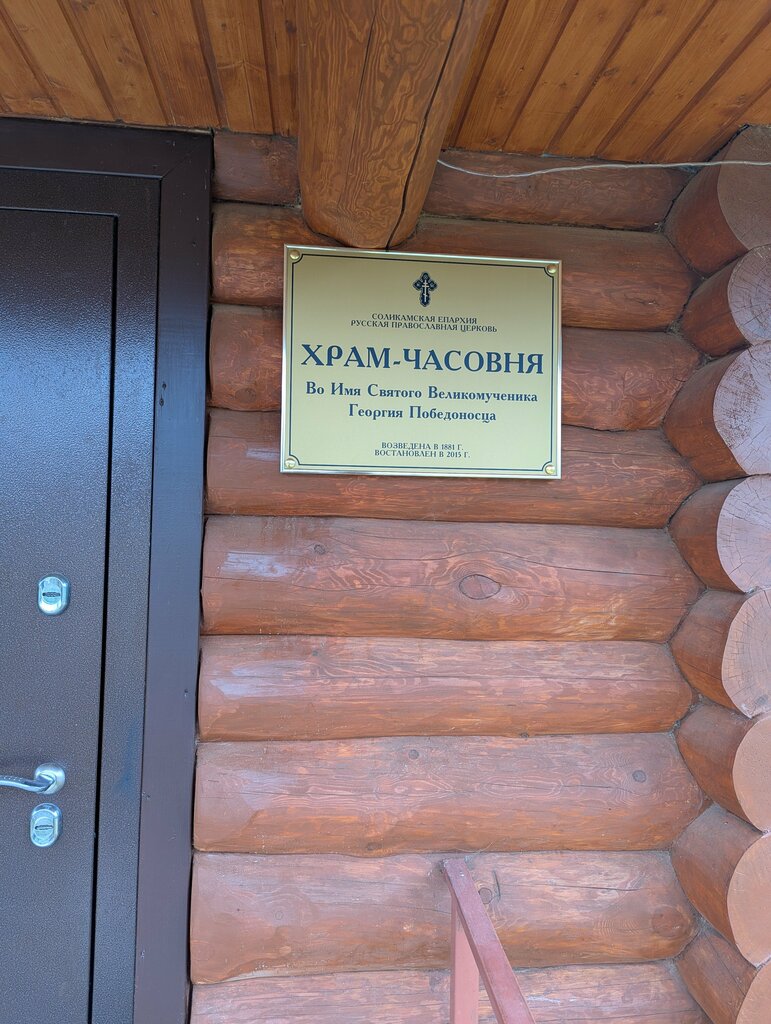 СОЛИКАМСКАЯ ЕПАРХИЯ
РУССКАЯ ПРАВОСЛАВНАЯ ЦЕРКОВЬ
ХРАМ-ЧАСОВНЯ
Во Имя Святого Великомученика
Георгия Победоносца
ВОЗВЕДЕНА В 1881 Г.
ВОСТАНОВЛЕН В 2015 Г.